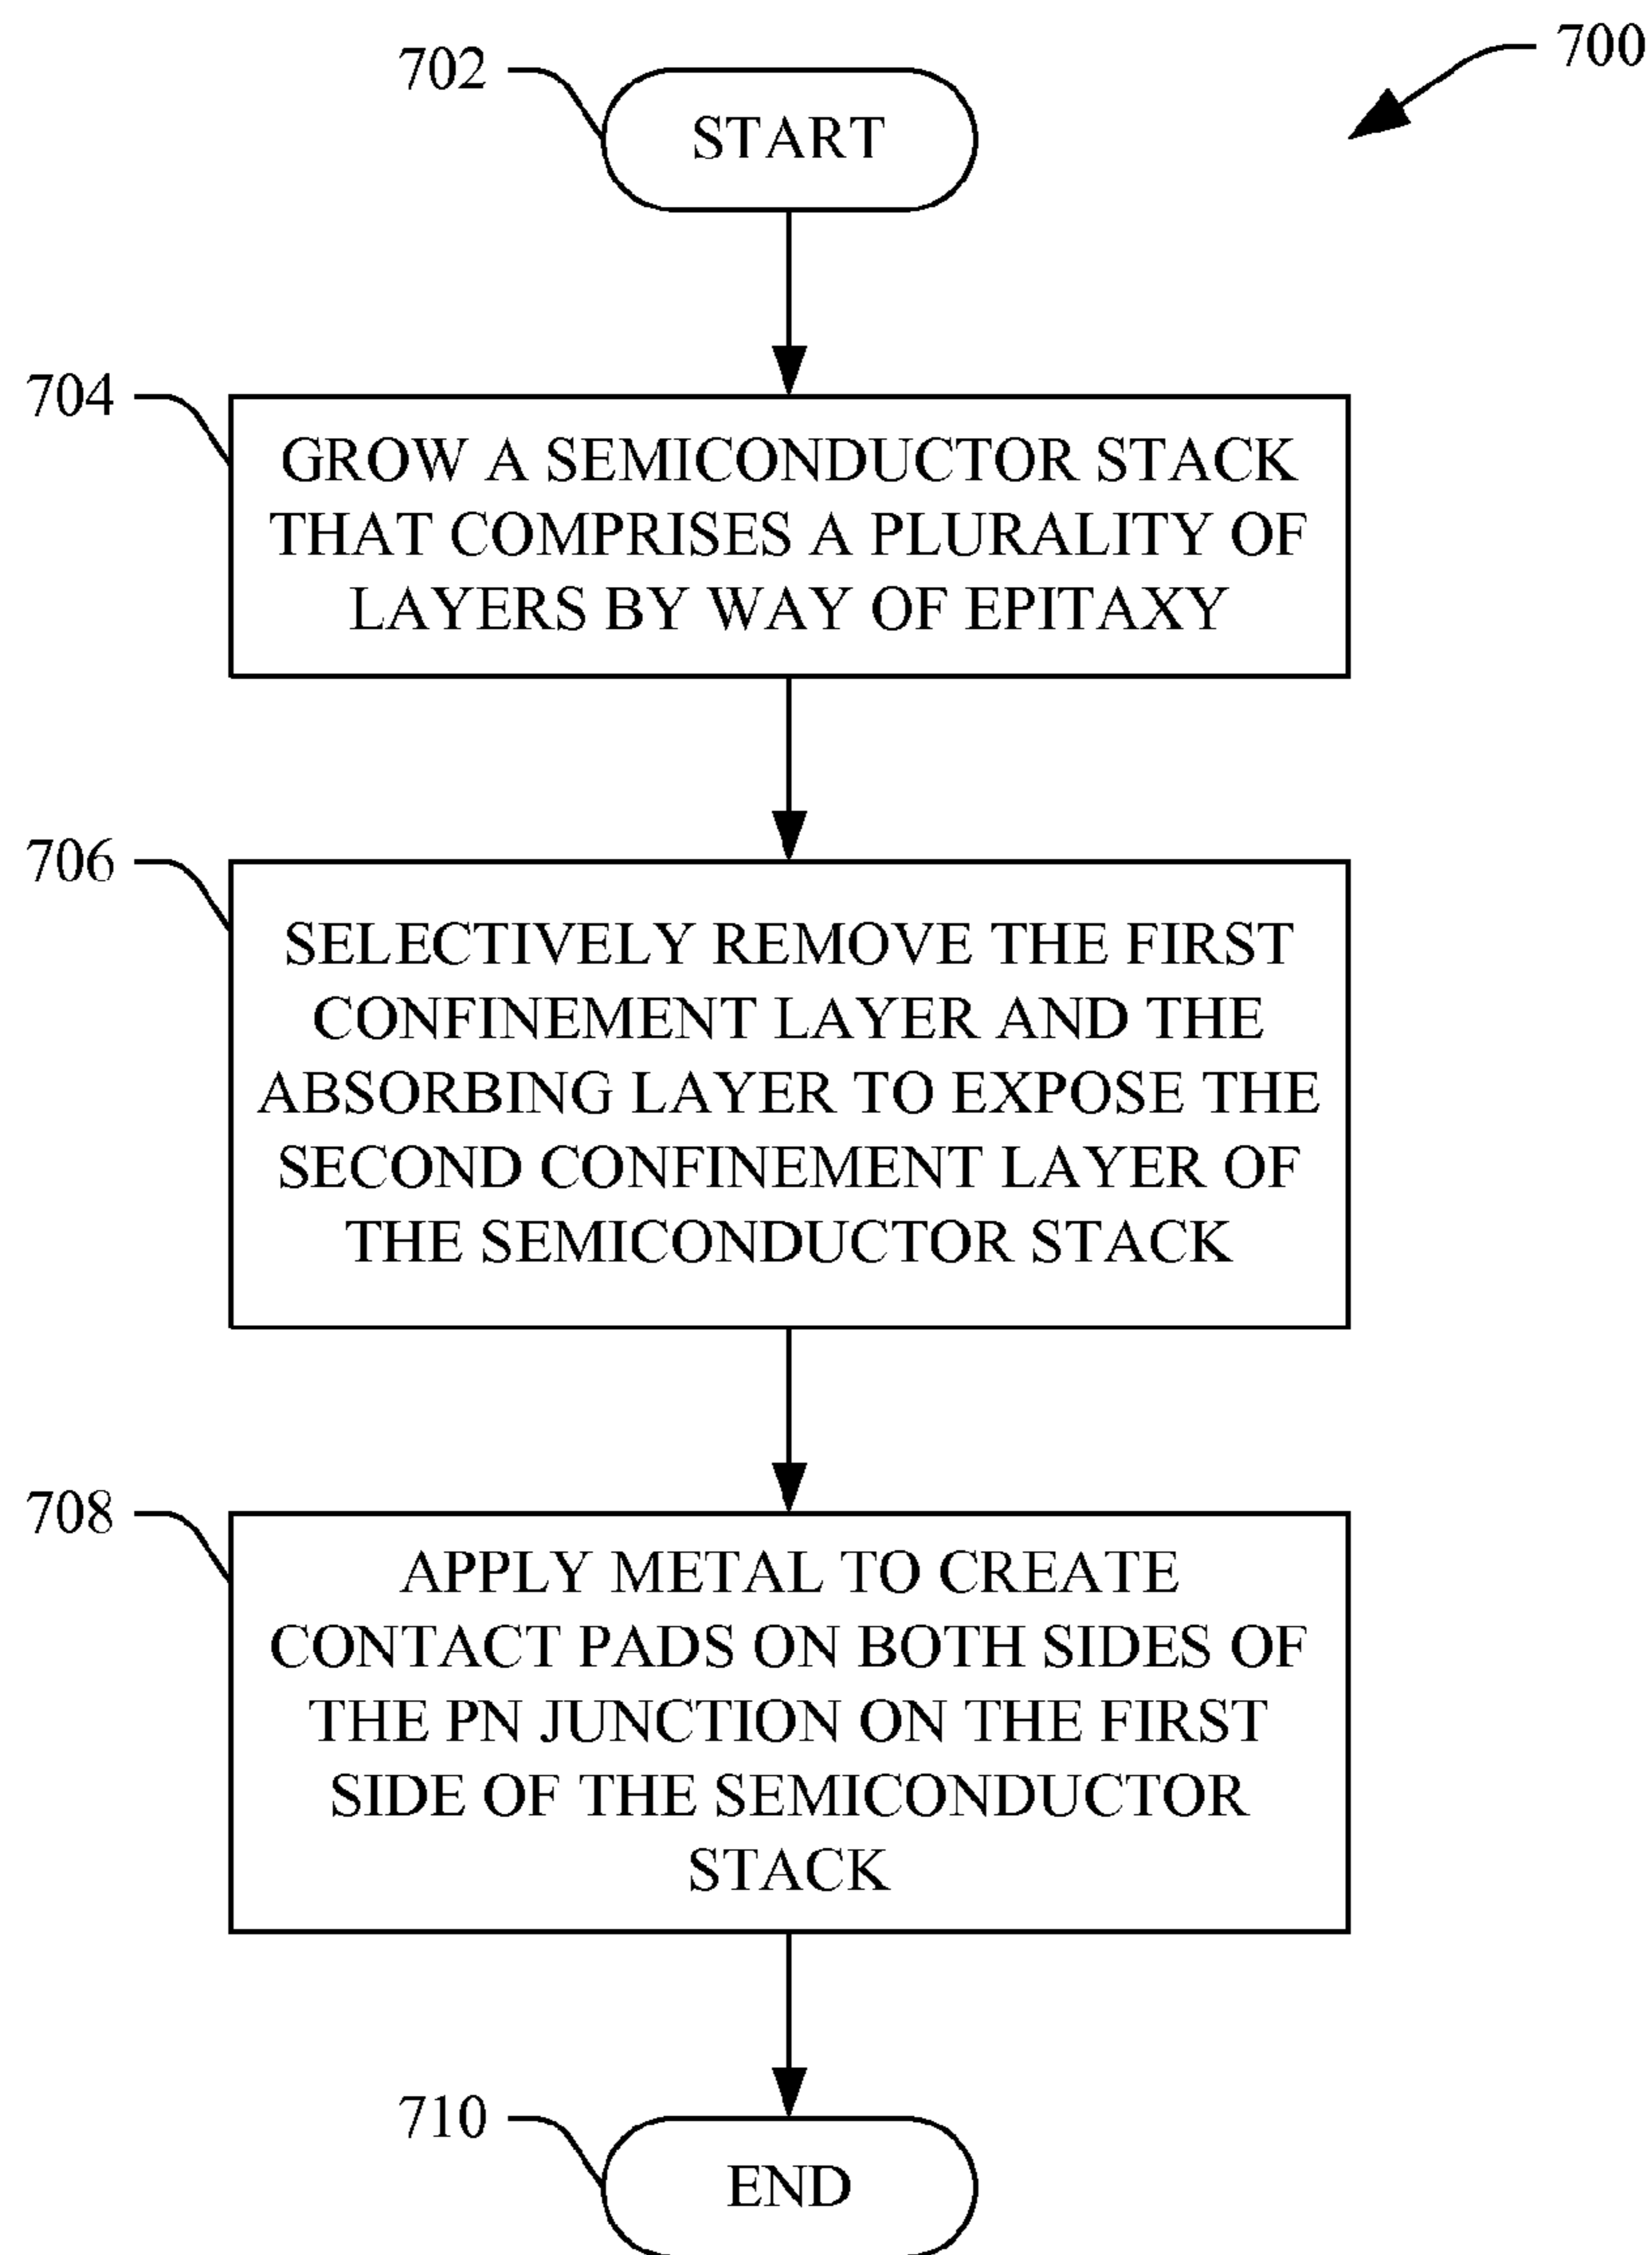 700
702
START
704
GROW A SEMICONDUCTOR STACK
THAT COMPRISES A PLURALITY OF
LAYERS BY WAY OF EPITAXY
706
SELECTIVELY REMOVE THE FIRST
CONFINEMENT LAYER AND THE
ABSORBING LAYER TO EXPOSE THE
SECOND CONFINEMENT LAYER OF
THE SEMICONDUCTOR STACK
708
APPLY METAL TO CREATE
CONTACT PADS ON BOTH SIDES OF
THE PN JUNCTION ON THE FIRST
SIDE OF THE SEMICONDUCTOR
STACK
710
END